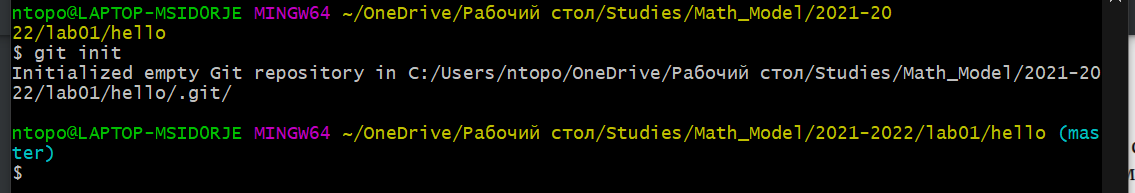 ntopo@LAPTOP-MSIDORJE MINGW64 ~/OneDrive/Рабочий стол/Studies/Math_Model/2021-20
22/lab01/hello
$ git init
Initialized empty Git repository in C:/Users/ntopo/OneDrive/Рабочий стол/Studies/Math_Model/2021-20
22/lab01/hello/.git/

ntopo@LAPTOP-MSIDORJE MINGW64 ~/OneDrive/Рабочий стол/Studies/Math_Model/2021-2022/lab01/hello (mas
ter)
$